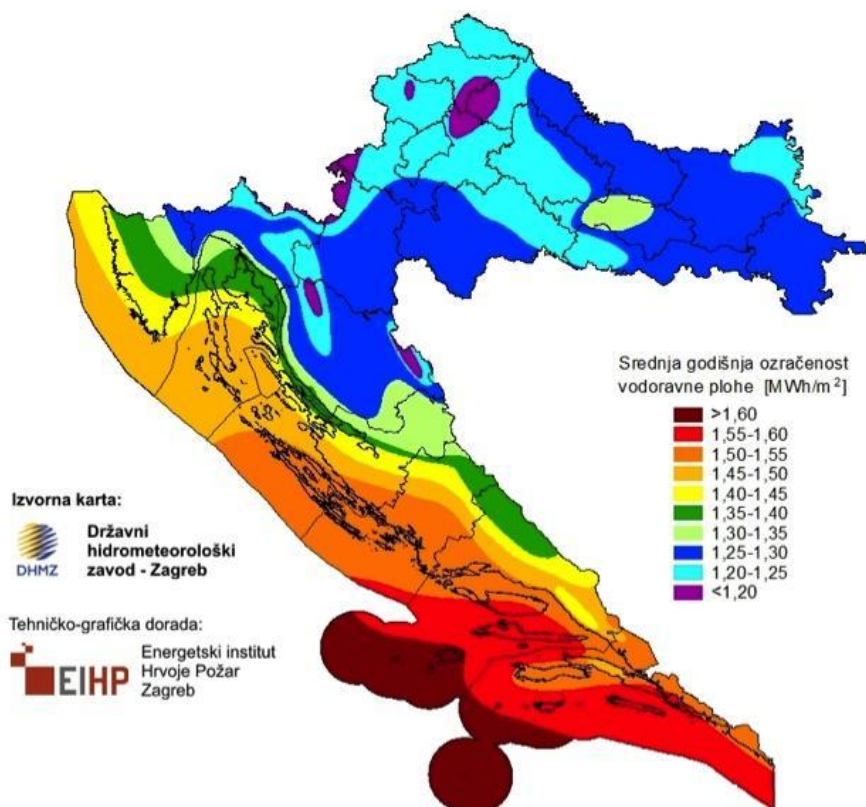 Srednja godišnja ozračenost
vodoravne plohe [MWh/m²]
>1,60
1,55-1,60
1,50-1,55
1,45-1,50
1,40-1,45
1,35-1,40
1,30-1,35
1,25-1,30
1,20-1,25
<1,20
Izvorna karta:
DHMZ
Državni
hidrometeorološki
zavod - Zagreb
Tehničko-grafička dorada:
EIHP
Energetski institut
Hrvoje Požar
Zagreb